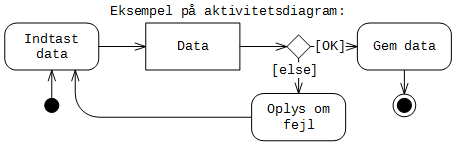 Eksempel på aktivitetsdiagram:
Indtast
data
Data
[OK]
Gem data
[else]
Oplys om
fejl